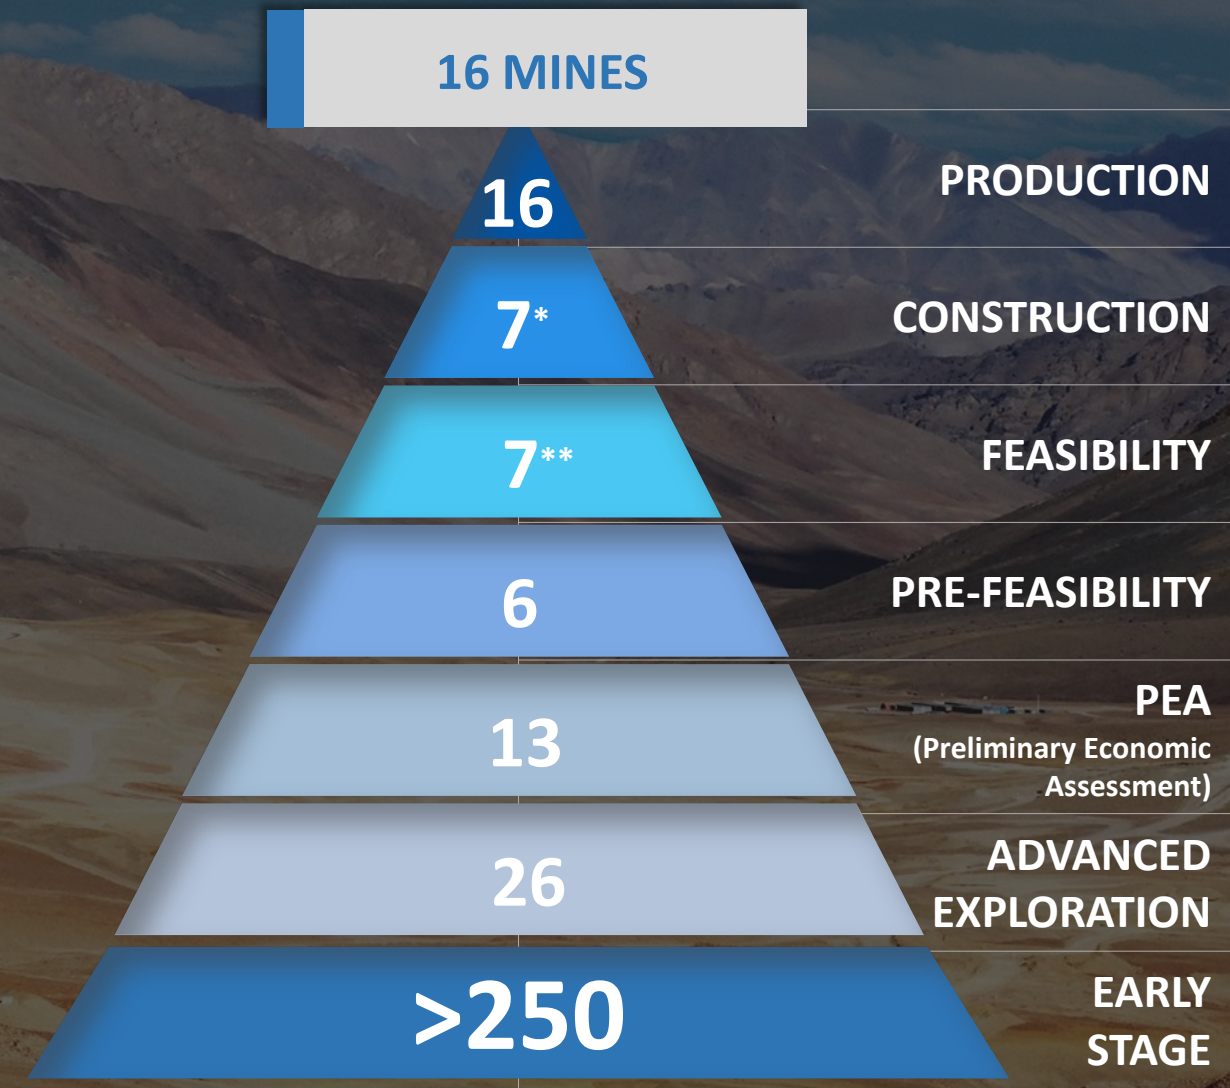 16 MINES
16
PRODUCTION
7*
CONSTRUCTION
7**
FEASIBILITY
6
PRE-FEASIBILITY
13
PEA
(Preliminary Economic
Assessment)
26
ADVANCED
EXPLORATION
>250
EARLY
STAGE